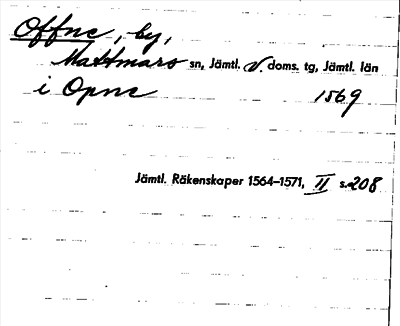 Offne, by,
Mattmars sn, Jämtl. v. doms. tg, Jämtl. län
i Opne 1569
Jämtl. Räkenskaper 1564–1571, II s. 208